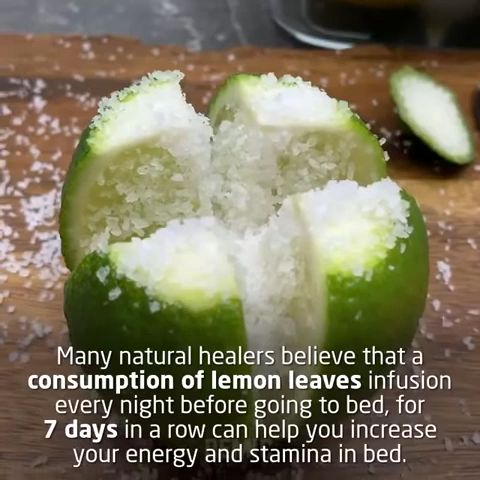 Many natural healers believe that a
consumption of lemon leaves infusion
every night before going to bed, for
7 days in a row can help you increase
your energy and stamina in bed.